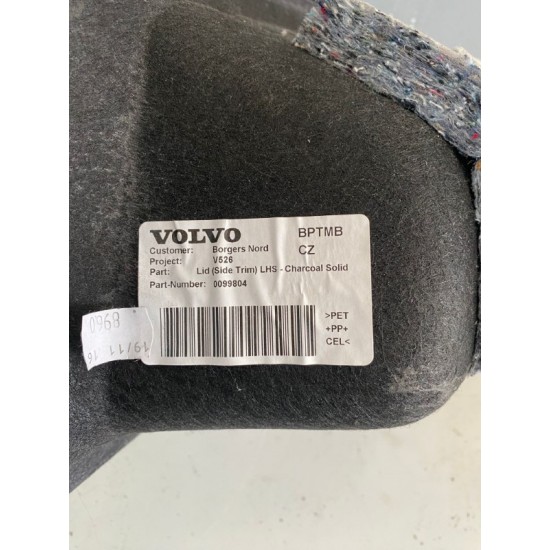 VOLVO BPTMB
Customer: Borgers Nord CZ
Project: V526
Part: Lid (Side Trim) LHS - Charcoal Solid
Part-Number: 0099804
>PET
+PP+
CEL<
0968
19/11 16